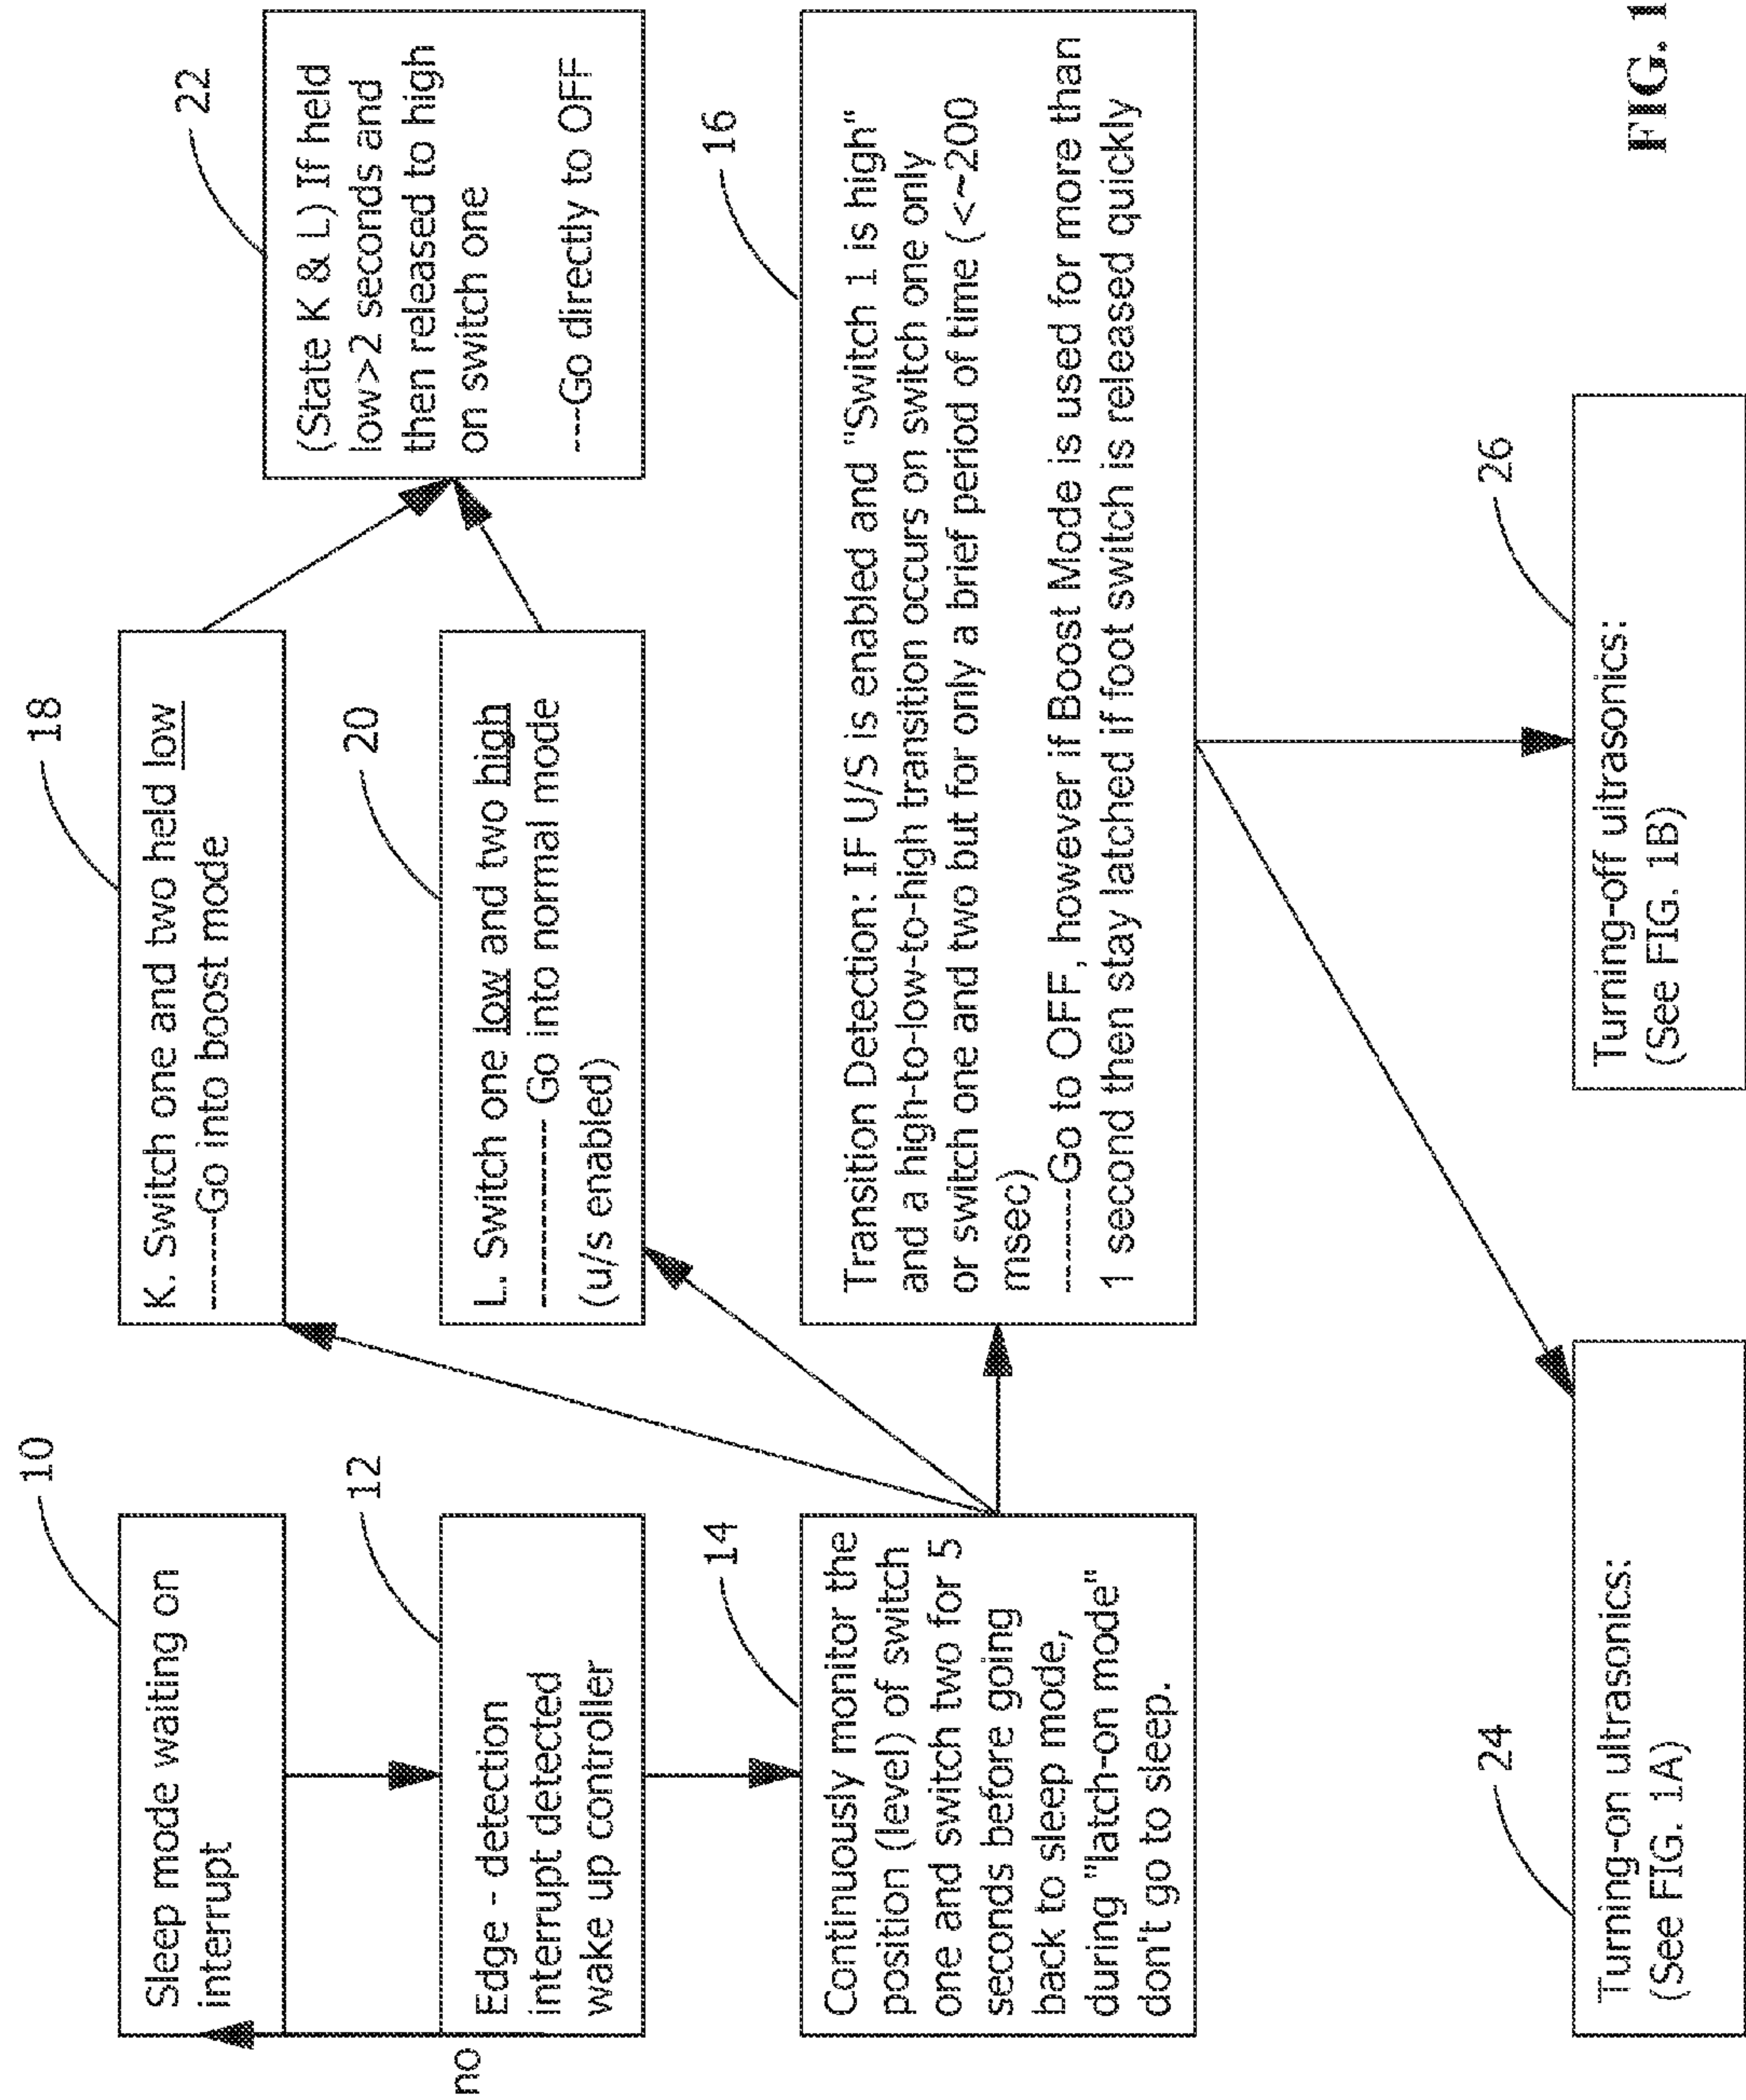 10
Sleep mode waiting on
interrupt
no
12
Edge - detection
interrupt detected
wake up controller
14
Continuously monitor the
position (level) of switch
one and switch two for 5
seconds before going
back to sleep mode,
during "latch-on mode"
don't go to sleep.
18
K. Switch one and two held low
------Go into boost mode
20
L. Switch one low and two high
------------ Go into normal mode
(u/s enabled)
22
(State K & L) If held
low>2 seconds and
then released to high
on switch one
---Go directly to OFF
16
Transition Detection: IF U/S is enabled and "Switch 1 is high"
and a high-to-low-to-high transition occurs on switch one only
or switch one and two but for only a brief period of time (<~200
msec)
-------Go to OFF, however if Boost Mode is used for more than
1 second then stay latched if foot switch is released quickly
24
Turning-on ultrasonics:
(See FIG. 1A)
26
Turning-off ultrasonics:
(See FIG. 1B)
FIG. 1